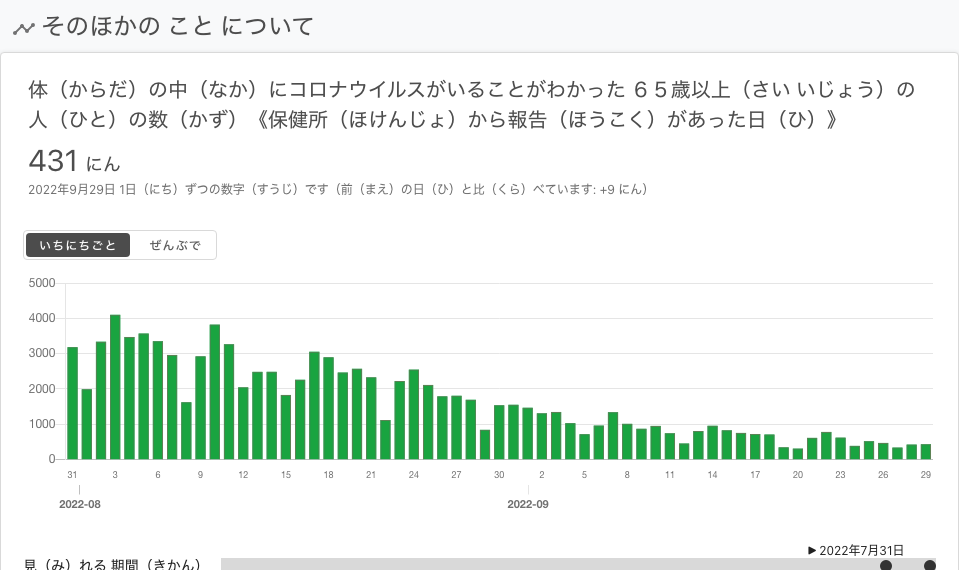 そのほかの こと について
体（からだ）の中（なか）にコロナウイルスがいることがわかった ６５歳以上（さい いじょう）の
人（ひと）の数（かず）《保健所（ほけんじょ）から報告（ほうこく）があった日（ひ）》
431 にん
2022年9月29日 1日（にち）ずつの数字（すうじ）です（前（まえ）の日（ひ）と比（くら）べています: +9 にん）
いちにちごと ぜんぶで
5000
4000
3000
2000
1000
0
31 3 6 9 12 15 18 21 24 27 30 2 5 8 11 14 17 20 23 26 29
2022-08 2022-09
▶ 2022年7月31日
見（み）れる 期間（きかん）